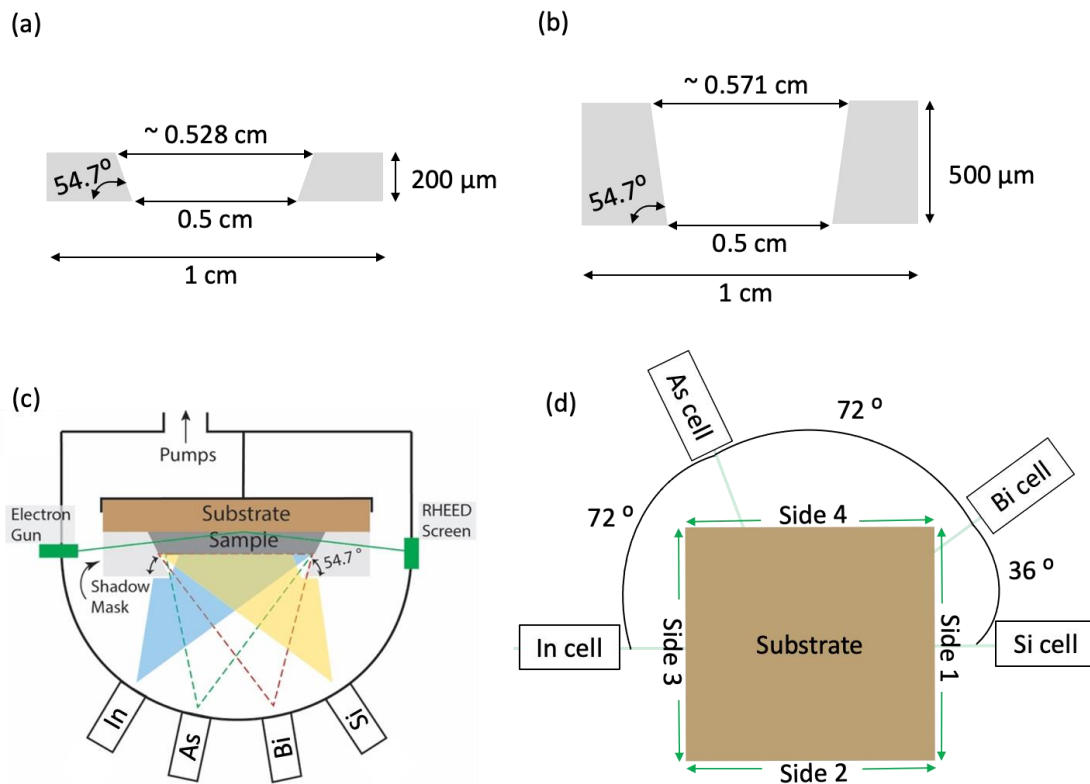 (a)
~ 0.528 cm
54.7º
200 μm
0.5 cm
1 cm
(b)
~ 0.571 cm
54.7º
500 μm
0.5 cm
1 cm
(c)
Pumps
Electron
Gun
Substrate
Sample
RHEED
Screen
54.7 °
Shadow
Mask
In
As
Bi
Si
(d)
As cell
72 º
Bi cell
72 º
Side 4
36 º
In cell
Side 3
Substrate
Side 1
Si cell
Side 2